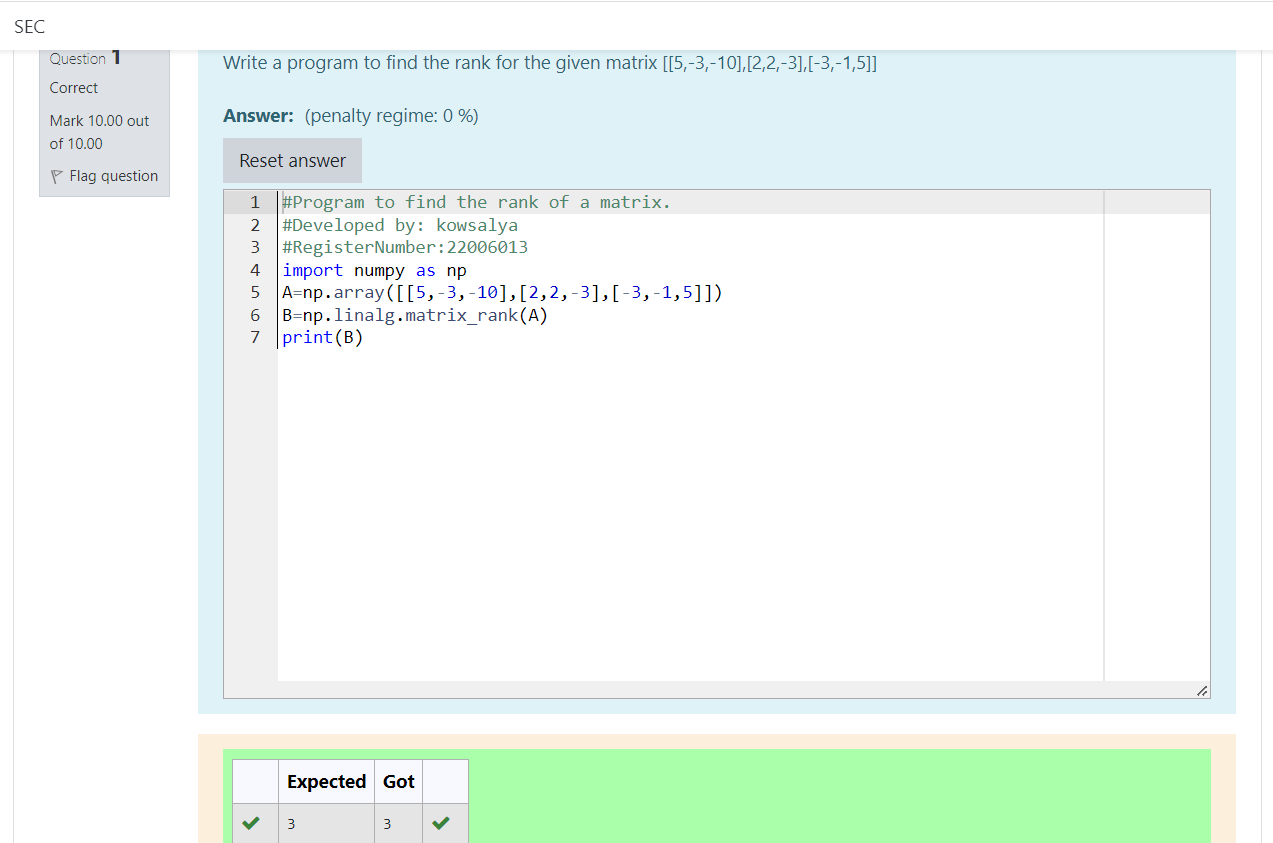 SEC
Question 1
Correct
Mark 10.00 out
of 10.00
Flag question
Write a program to find the rank for the given matrix [[5,-3,-10],[2,2,-3],[-3,-1,5]]
Answer: (penalty regime: 0 %)
Reset answer
1 #Program to find the rank of a matrix.
2 #Developed by: kowsalya
3 #RegisterNumber:22006013
4 import numpy as np
5 A=np.array([[5,-3,-10],[2,2,-3],[-3,-1,5]])
6 B=np.linalg.matrix_rank(A)
7 print(B)
Expected Got
3 3